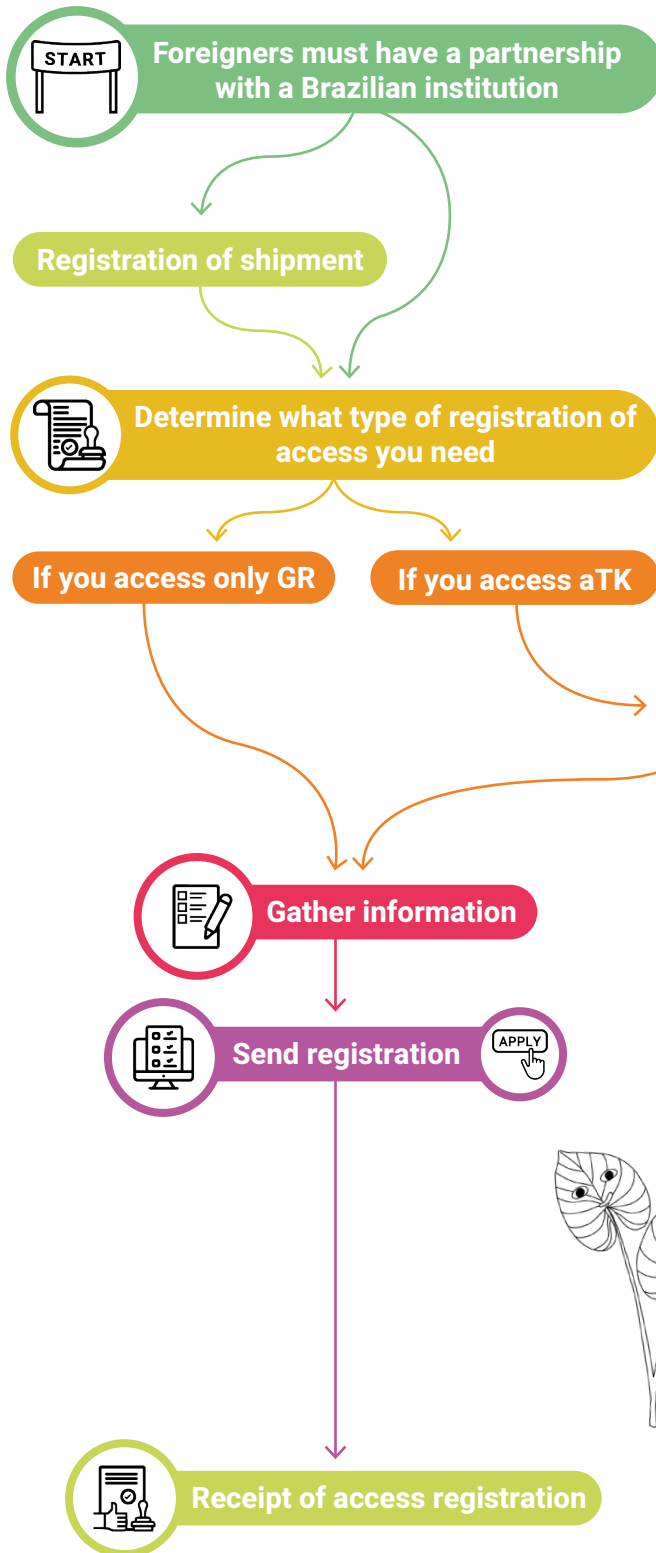 START
Foreigners must have a partnership
with a Brazilian institution
Registration of shipment
Determine what type of registration of
access you need
If you access only GR
If you access aTK
Gather information
Send registration
APPLY
Receipt of access registration